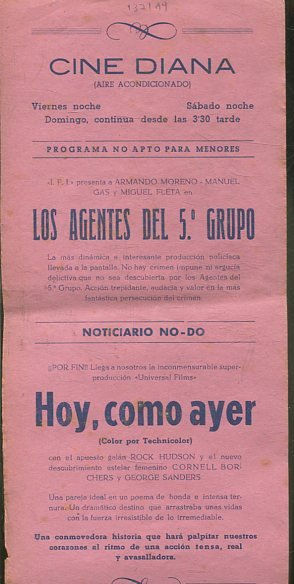 132149
CINE DIANA
(AIRE ACONDICIONADO)
Viernes noche Sábado noche
Domingo, contínua desde las 3'30 tarde
PROGRAMA NO APTO PARA MENORES
«I. F. I.» presenta a ARMANDO MORENO - MANUEL
GAS y MIGUEL FLETA en
LOS AGENTES DEL 5.º GRUPO
La más dinámica e interesante producción policíaca
llevada a la pantalla. No hay crimen impune ni argucia
delictiva que no sea descubierta por los Agentes del
5.º Grupo. Acción trepidante, audacia y valor en la más
fantástica persecución del crimen
NOTICIARIO NO-DO
¡¡POR FIN!! Llega a nosotros la inconmensurable super-
producción «Universal Films»
Hoy, como ayer
(Color por Technicolor)
con el apuesto galán ROCK HUDSON y el nuevo
descubrimiento estelar femenino CORNELL BOR-
CHERS y GEORGE SANDERS
Una pareja ideal en un poema de honda e intensa ter-
nura. Un dramático destino que arrastraba unas vidas
con la fuerza irresistible de lo irremediable.
Una conmovedora historia que hará palpitar nuestros
corazones al ritmo de una acción tensa, real
y avasalladora.